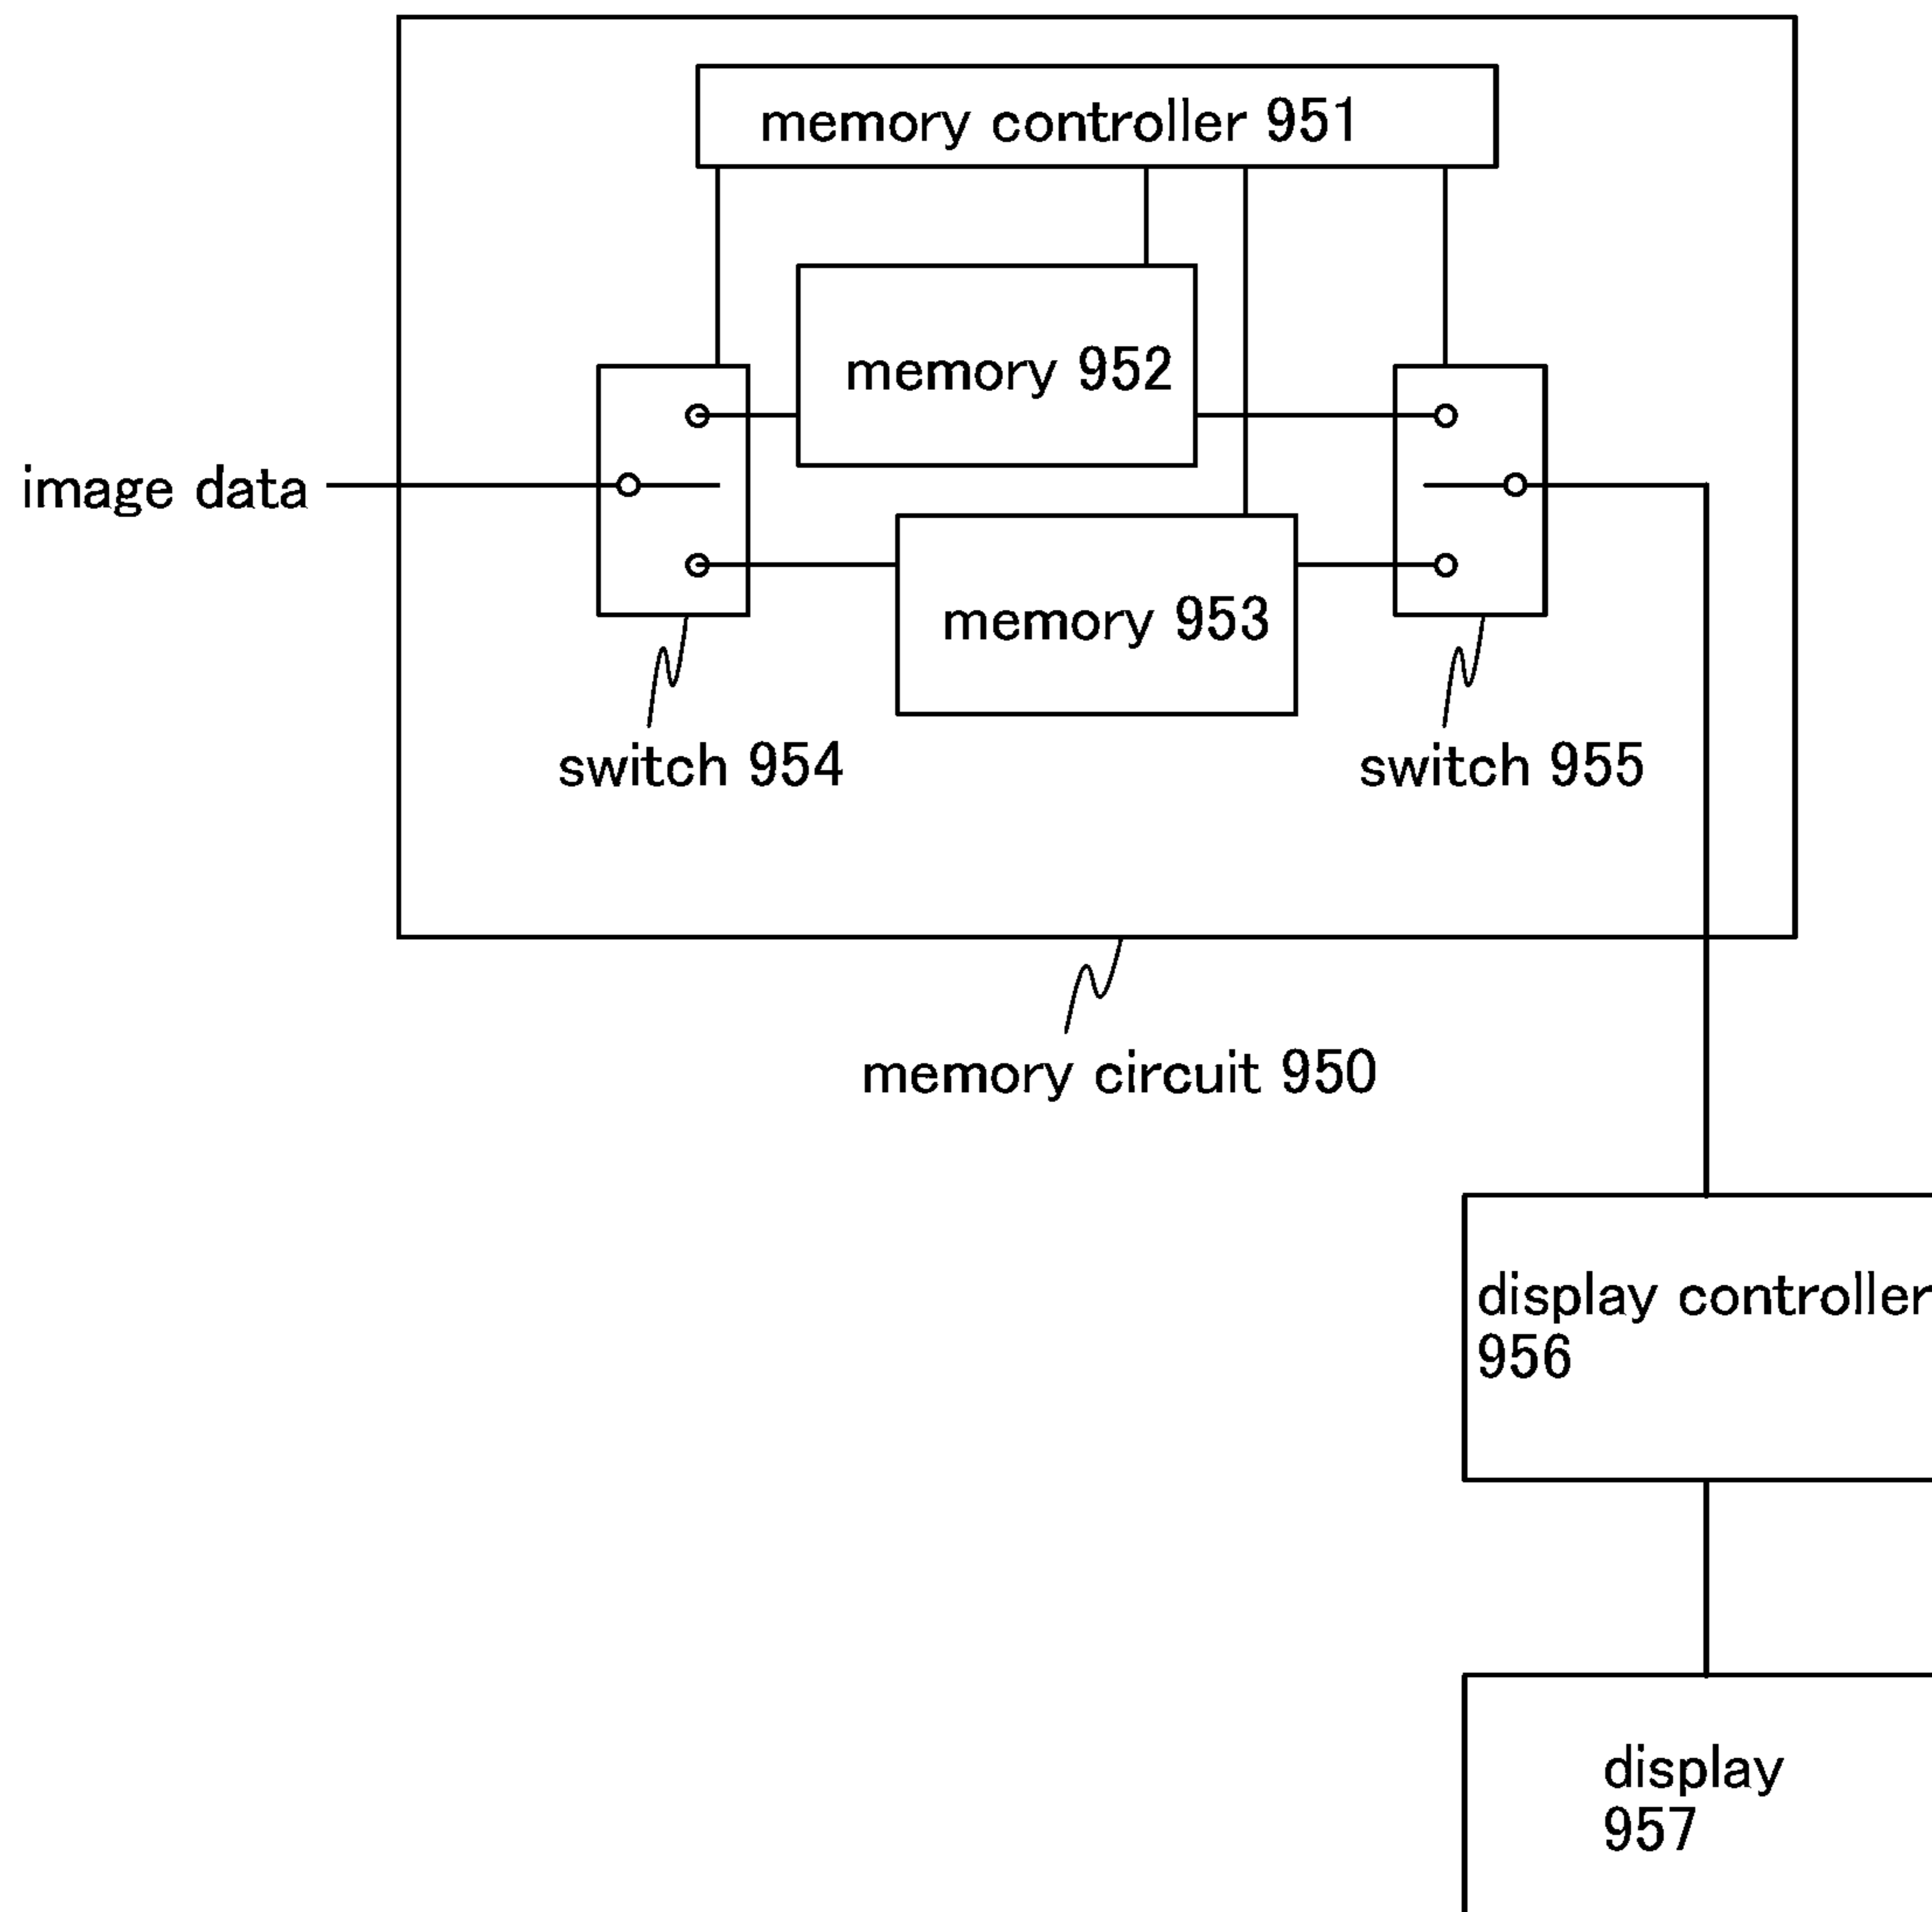 memory controller 951
memory 952
image data
memory 953
switch 954
switch 955
memory circuit 950
display controller
956
display
957